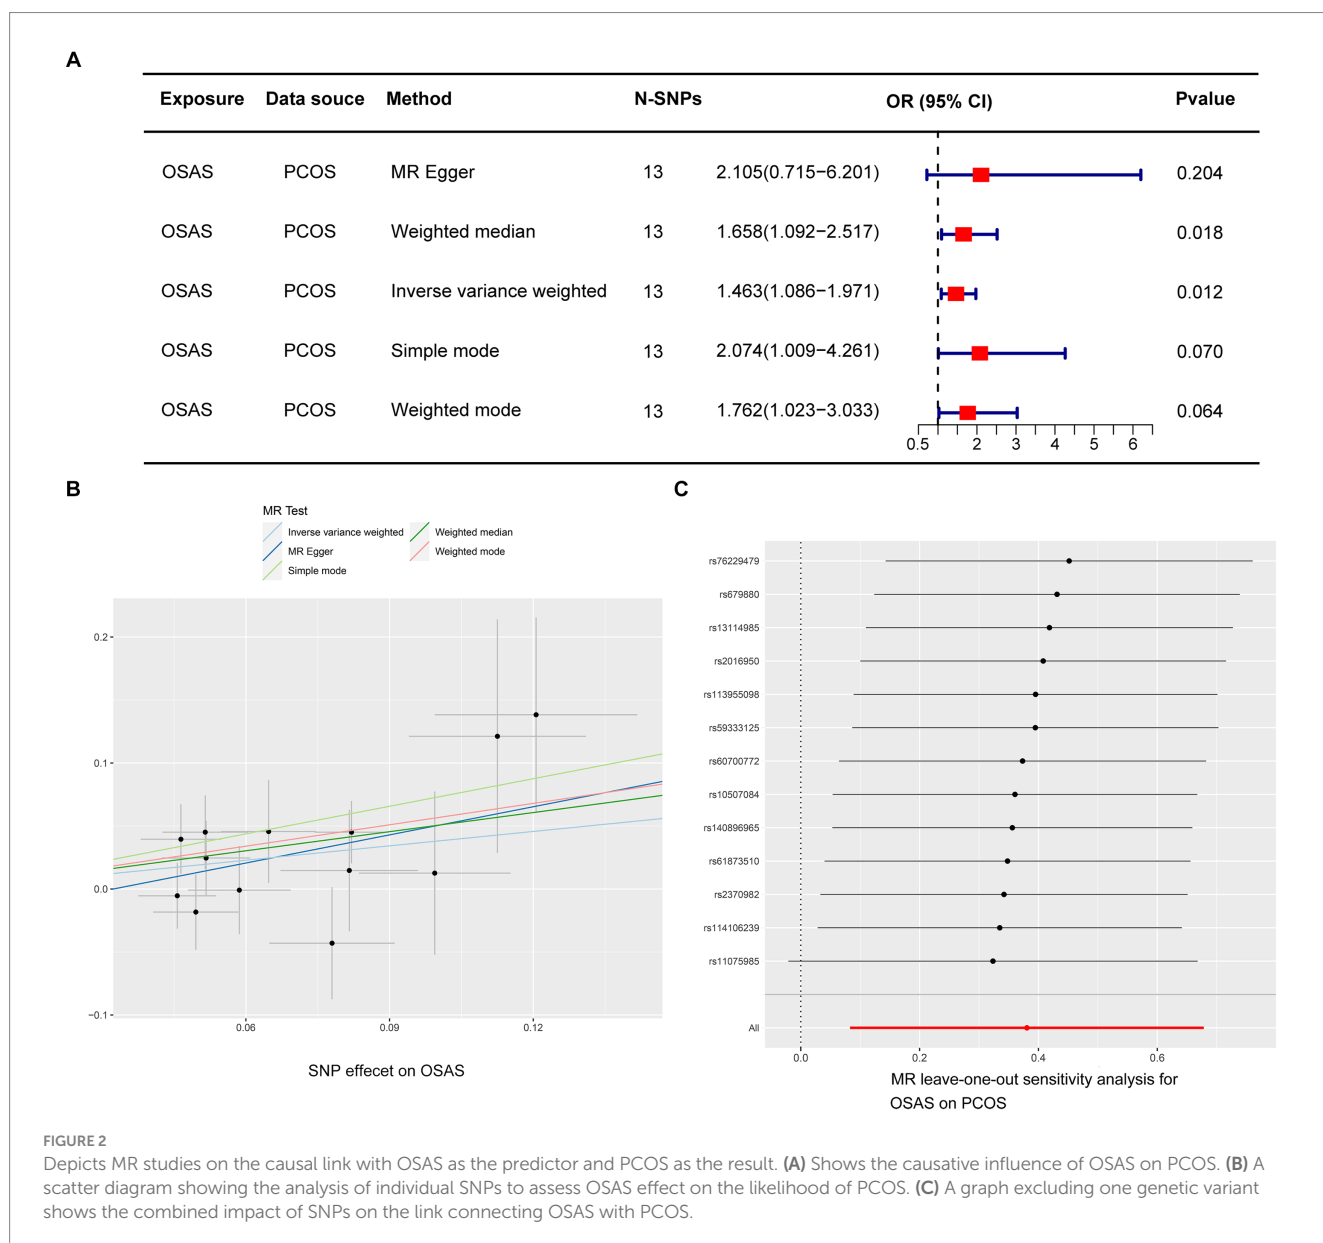 A
Exposure Data souce Method N-SNPs OR (95% CI) Pvalue
OSAS PCOS MR Egger 13 2.105(0.715−6.201) 0.204
OSAS PCOS Weighted median 13 1.658(1.092−2.517) 0.018
OSAS PCOS Inverse variance weighted 13 1.463(1.086−1.971) 0.012
OSAS PCOS Simple mode 13 2.074(1.009−4.261) 0.070
OSAS PCOS Weighted mode 13 1.762(1.023−3.033) 0.064
0.5 2 3 4 5 6
B
MR Test
Inverse variance weighted Weighted median
MR Egger Weighted mode
Simple mode
0.2
0.1
0.0
−0.1
0.06 0.09 0.12
SNP effecet on OSAS
C
rs76229479
rs679880
rs13114985
rs2016950
rs113955098
rs59333125
rs60700772
rs10507084
rs140896965
rs61873510
rs2370982
rs114106239
rs11075985
All
0.0 0.2 0.4 0.6
MR leave-one-out sensitivity analysis for
OSAS on PCOS
FIGURE 2
Depicts MR studies on the causal link with OSAS as the predictor and PCOS as the result. (A) Shows the causative influence of OSAS on PCOS. (B) A
scatter diagram showing the analysis of individual SNPs to assess OSAS effect on the likelihood of PCOS. (C) A graph excluding one genetic variant
shows the combined impact of SNPs on the link connecting OSAS with PCOS.